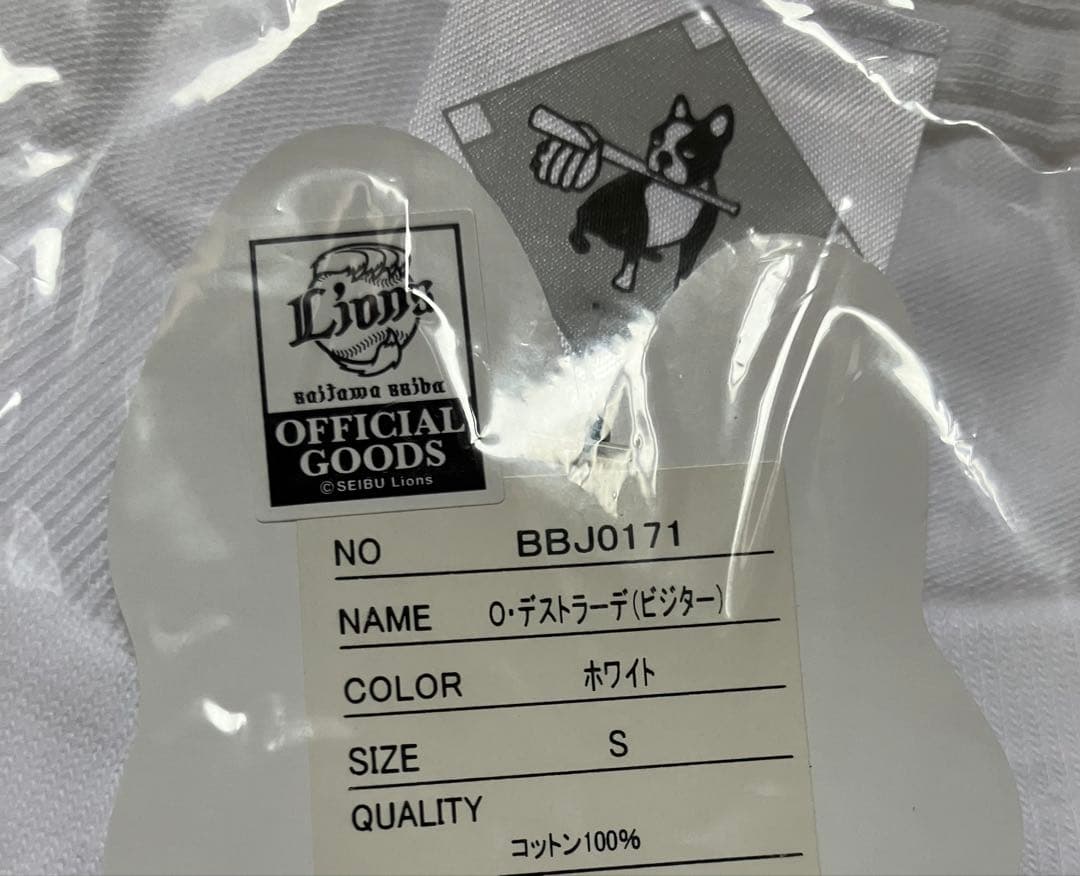 Lions
saitama seibu
OFFICIAL
GOODS
©SEIBU Lions
NO BBJ0171
NAME O・デストラーデ(ビジター)
COLOR ホワイト
SIZE S
QUALITY
コットン100%